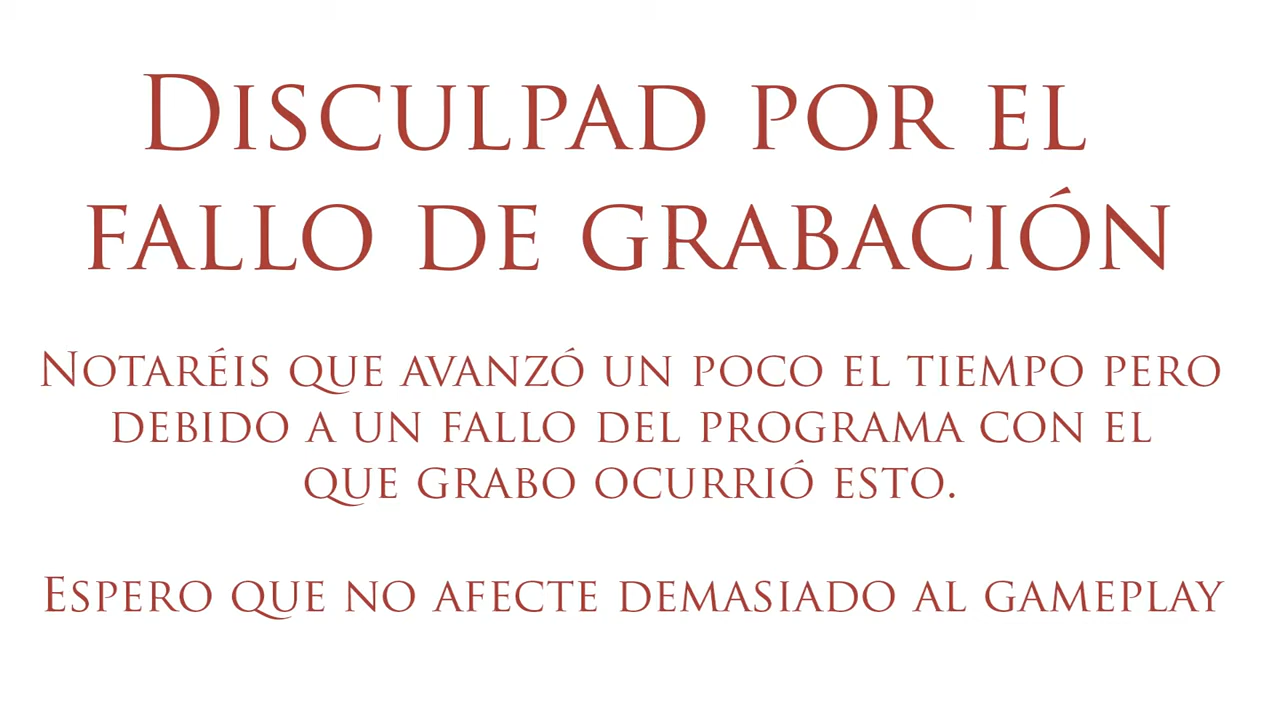 Disculpad por el
fallo de grabación
Notaréis que avanzó un poco el tiempo pero
debido a un fallo del programa con el
que grabo ocurrió esto.
Espero que no afecte demasiado al gameplay